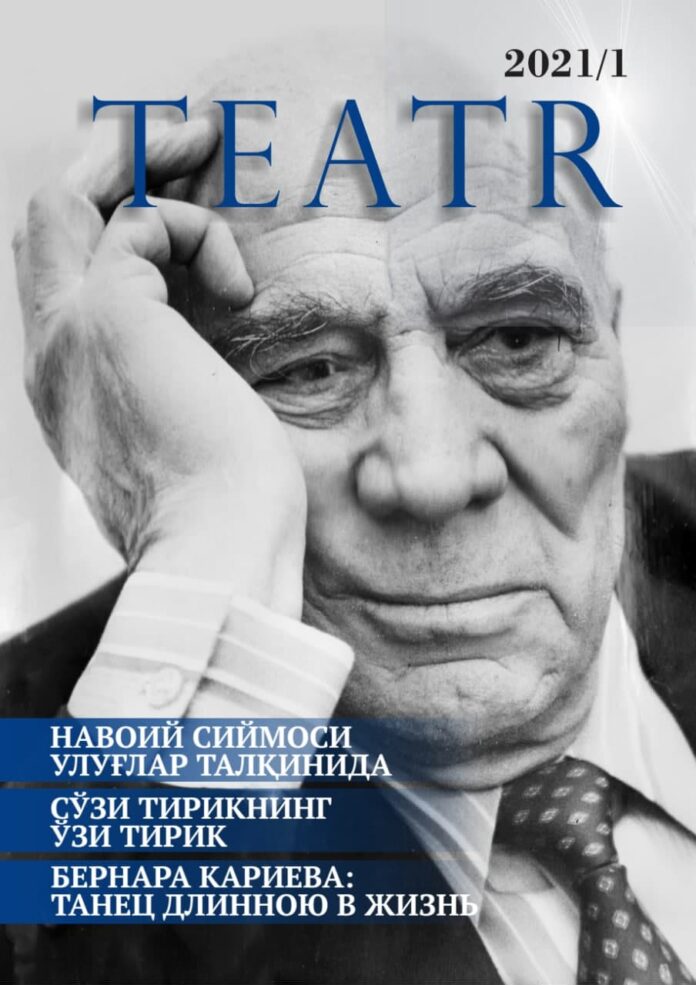 2021/1
TEATR
НАВОИЙ СИЙМОСИ
УЛУҒЛАР ТАЛҚИНИДА
СЎЗИ ТИРИКНИНГ
ЎЗИ ТИРИК
БЕРНАРА КАРИЕВА:
ТАНЕЦ ДЛИННОЮ В ЖИЗНЬ